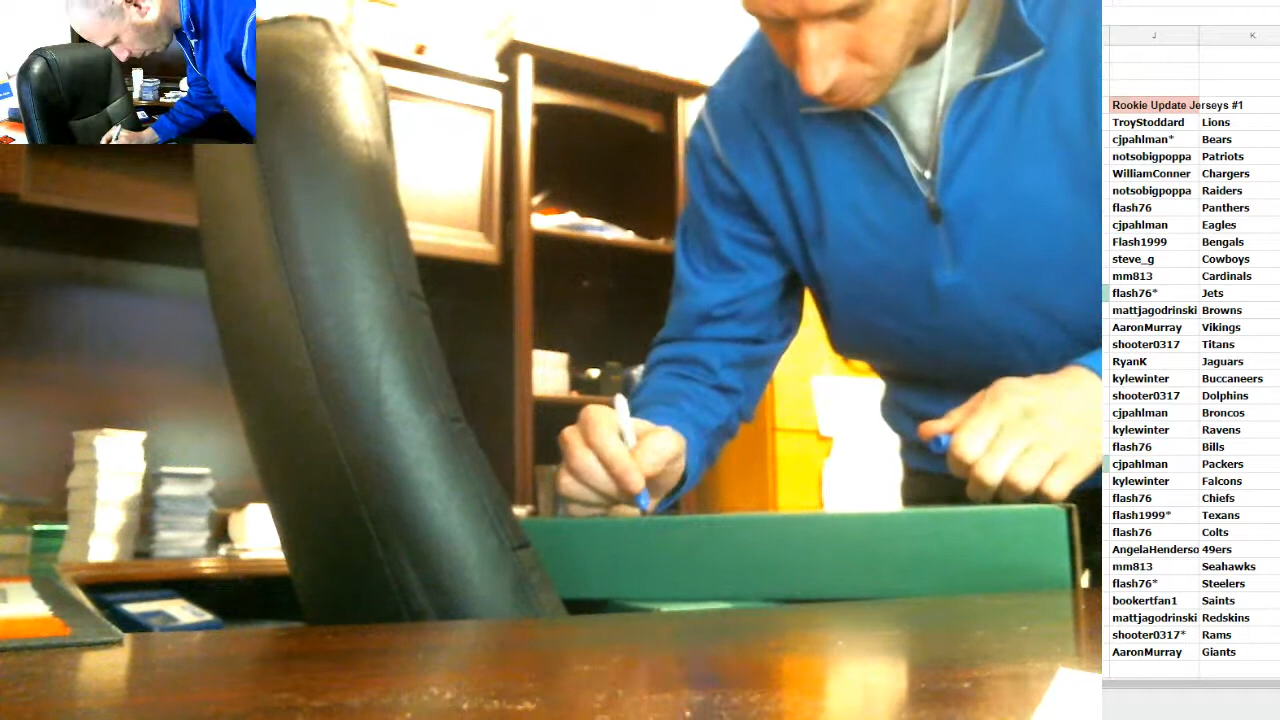 J K
Rookie Update Jerseys #1
TroyStoddard Lions
cjpahlman* Bears
notsobigpoppa Patriots
WilliamConner Chargers
notsobigpoppa Raiders
flash76 Panthers
cjpahlman Eagles
Flash1999 Bengals
steve_g Cowboys
mm813 Cardinals
flash76* Jets
mattjagodrinski Browns
AaronMurray Vikings
shooter0317 Titans
RyanK Jaguars
kylewinter Buccaneers
shooter0317 Dolphins
cjpahlman Broncos
kylewinter Ravens
flash76 Bills
cjpahlman Packers
kylewinter Falcons
flash76 Chiefs
flash1999* Texans
flash76 Colts
AngelaHenderso 49ers
mm813 Seahawks
flash76* Steelers
bookertfan1 Saints
mattjagodrinski Redskins
shooter0317* Rams
AaronMurray Giants